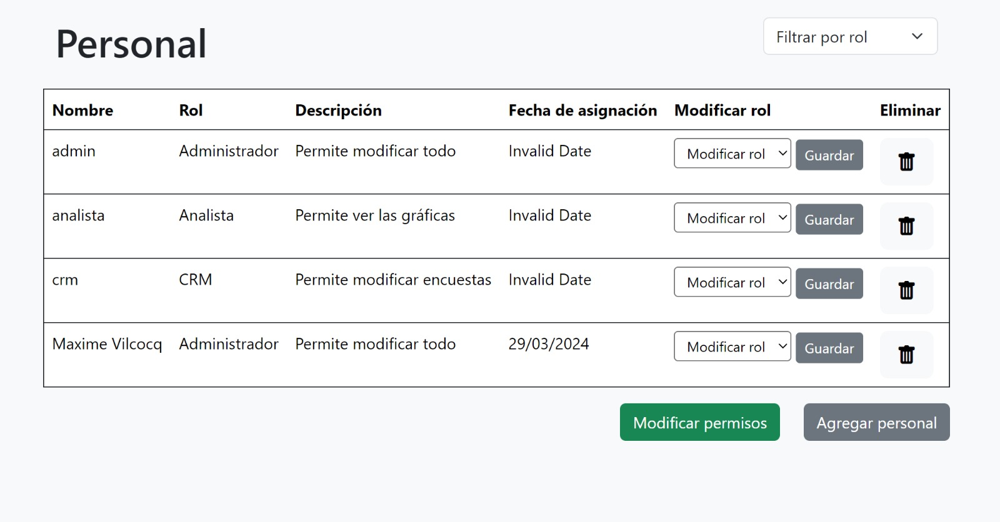 Personal
Filtrar por rol
Nombre Rol Descripción Fecha de asignación Modificar rol Eliminar
admin Administrador Permite modificar todo Invalid Date Modificar rol Guardar
analista Analista Permite ver las gráficas Invalid Date Modificar rol Guardar
crm CRM Permite modificar encuestas Invalid Date Modificar rol Guardar
Maxime Vilcocq Administrador Permite modificar todo 29/03/2024 Modificar rol Guardar
Modificar permisos Agregar personal